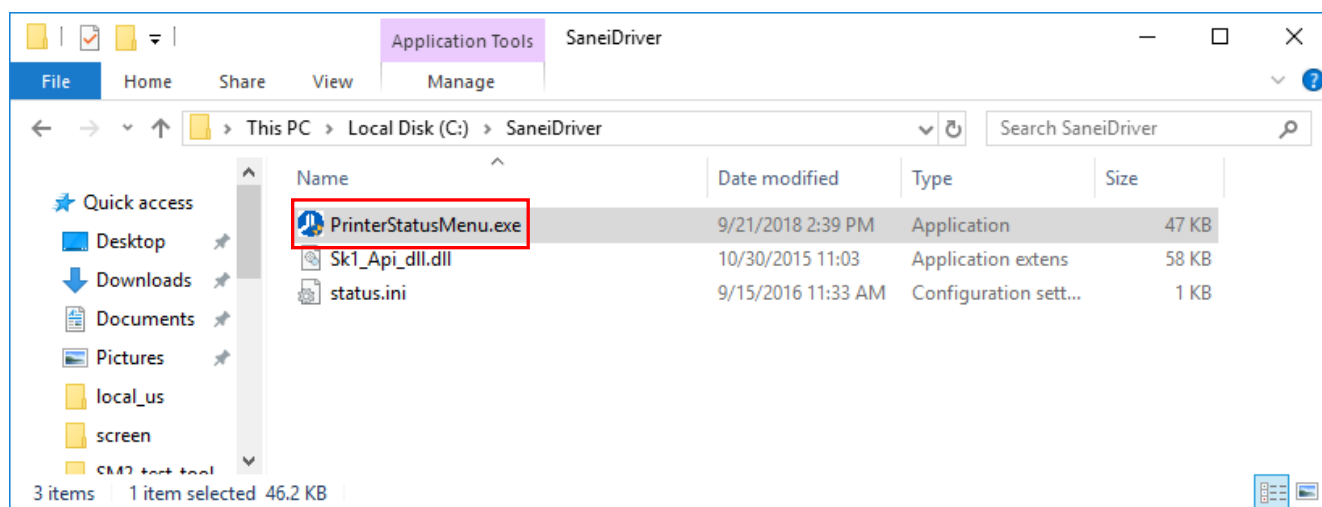 Application Tools SaneiDriver
File Home Share View Manage
This PC > Local Disk (C:) > SaneiDriver Search SaneiDriver
Name Date modified Type Size
Quick access
PrinterStatusMenu.exe 9/21/2018 2:39 PM Application 47 KB
Desktop
Sk1_Api_dll.dll 10/30/2015 11:03 Application extens 58 KB
Downloads
status.ini 9/15/2016 11:33 AM Configuration sett... 1 KB
Documents
Pictures
local_us
screen
SM2_test_tool
3 items 1 item selected 46.2 KB